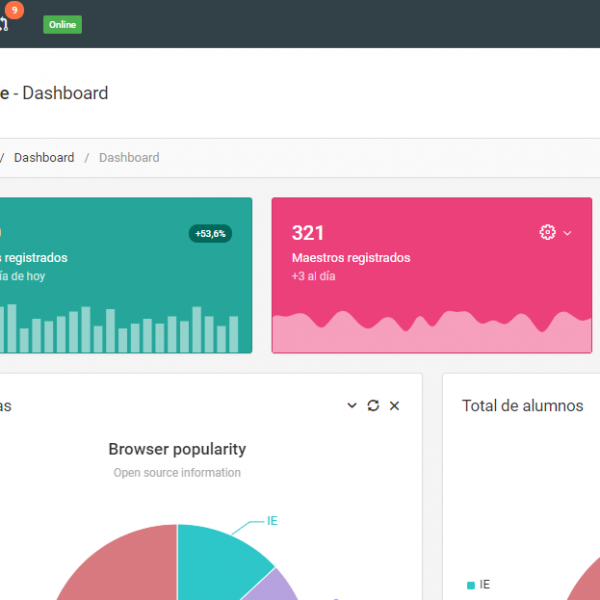 9
Online
e - Dashboard
/ Dashboard / Dashboard
+53,6%
s registrados
ía de hoy
321
Maestros registrados
+3 al día
as
Browser popularity
Open source information
IE
Total de alumnos
IE